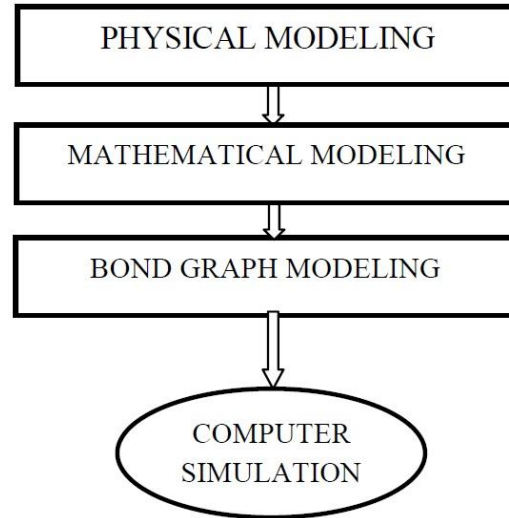 PHYSICAL MODELING
MATHEMATICAL MODELING
BOND GRAPH MODELING
COMPUTER
SIMULATION